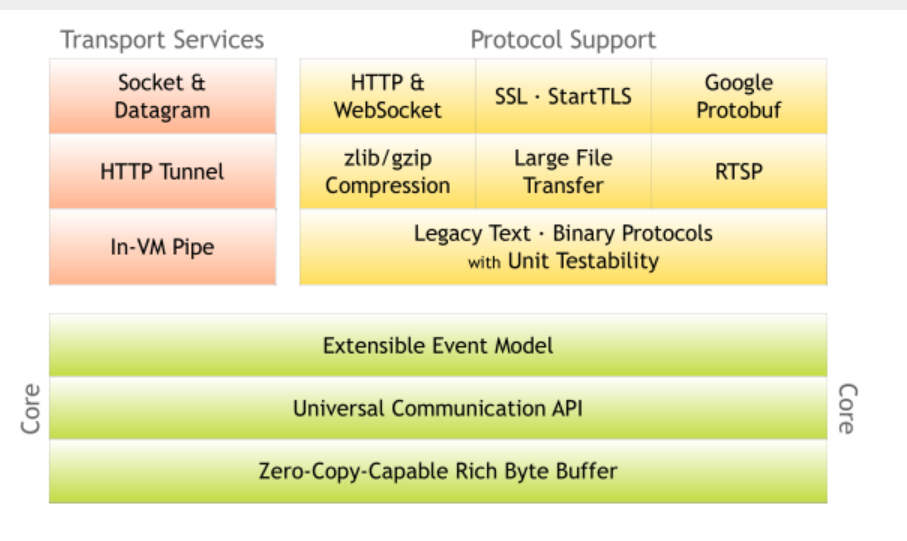 Transport Services
Socket &
Datagram
HTTP Tunnel
In-VM Pipe
Protocol Support
HTTP &
WebSocket
SSL · StartTLS
Google
Protobuf
zlib/gzip
Compression
Large File
Transfer
RTSP
Legacy Text · Binary Protocols
with Unit Testability
Core
Extensible Event Model
Universal Communication API
Zero-Copy-Capable Rich Byte Buffer
Core